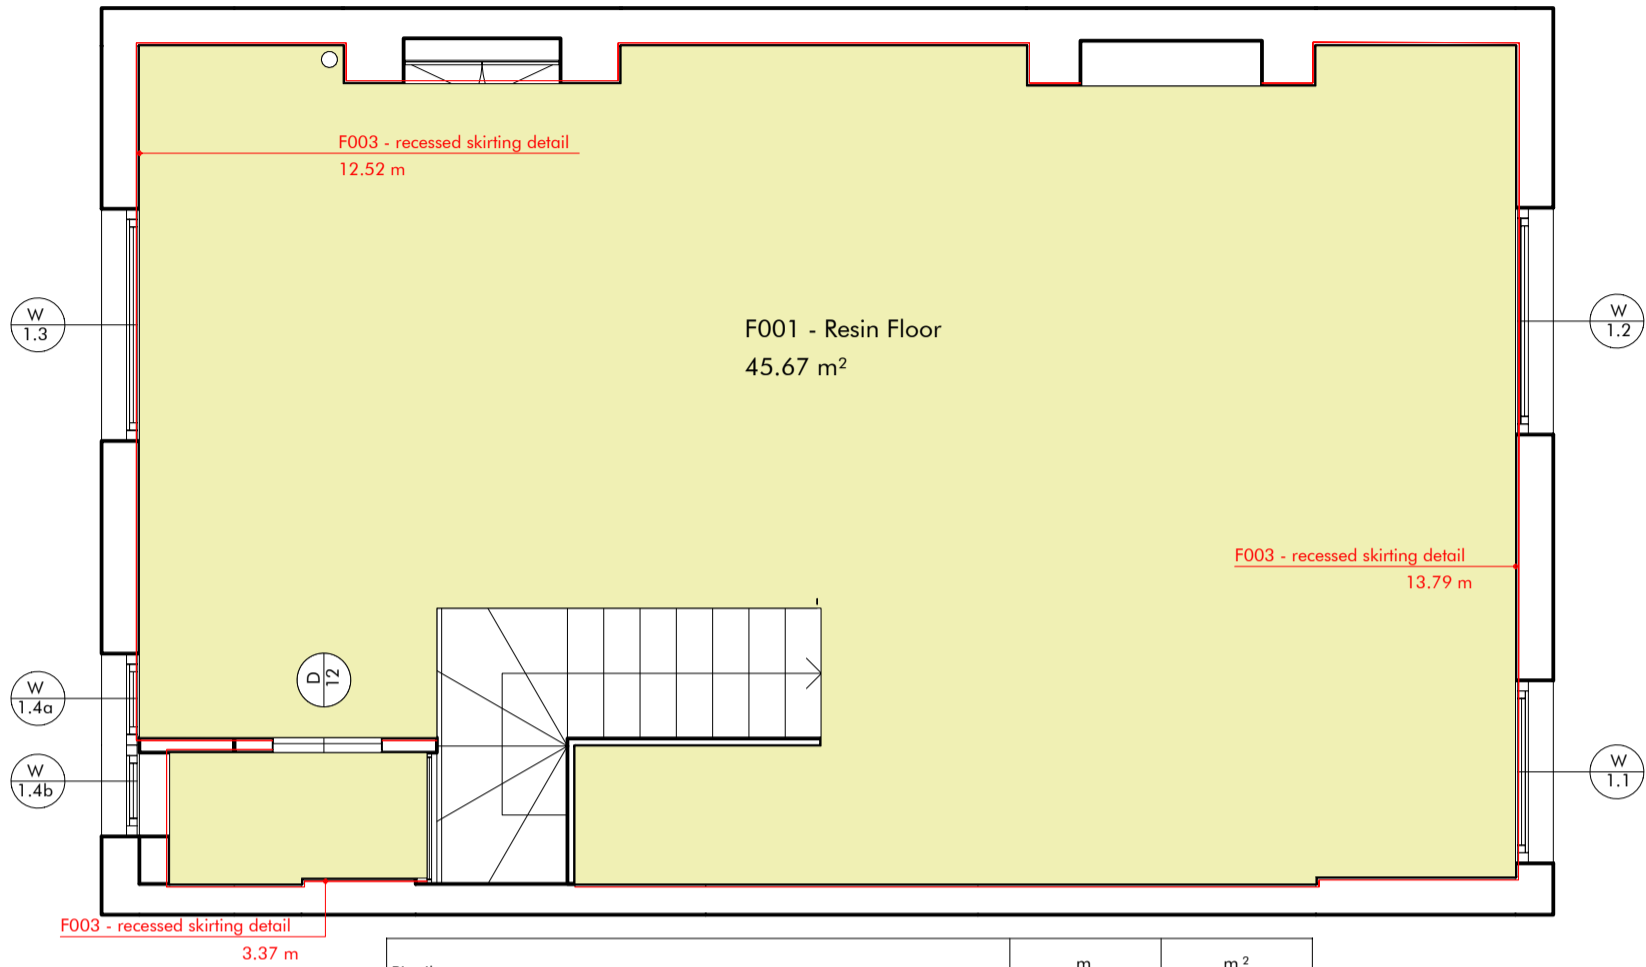 F003 - recessed skirting detail
12.52 m
W
1.3
F001 - Resin Floor
45.67 m²
W
1.2
F003 - recessed skirting detail
13.79 m
D
12
W
1.4a
W
1.4b
W
1.1
F003 - recessed skirting detail
3.37 m
m
m²